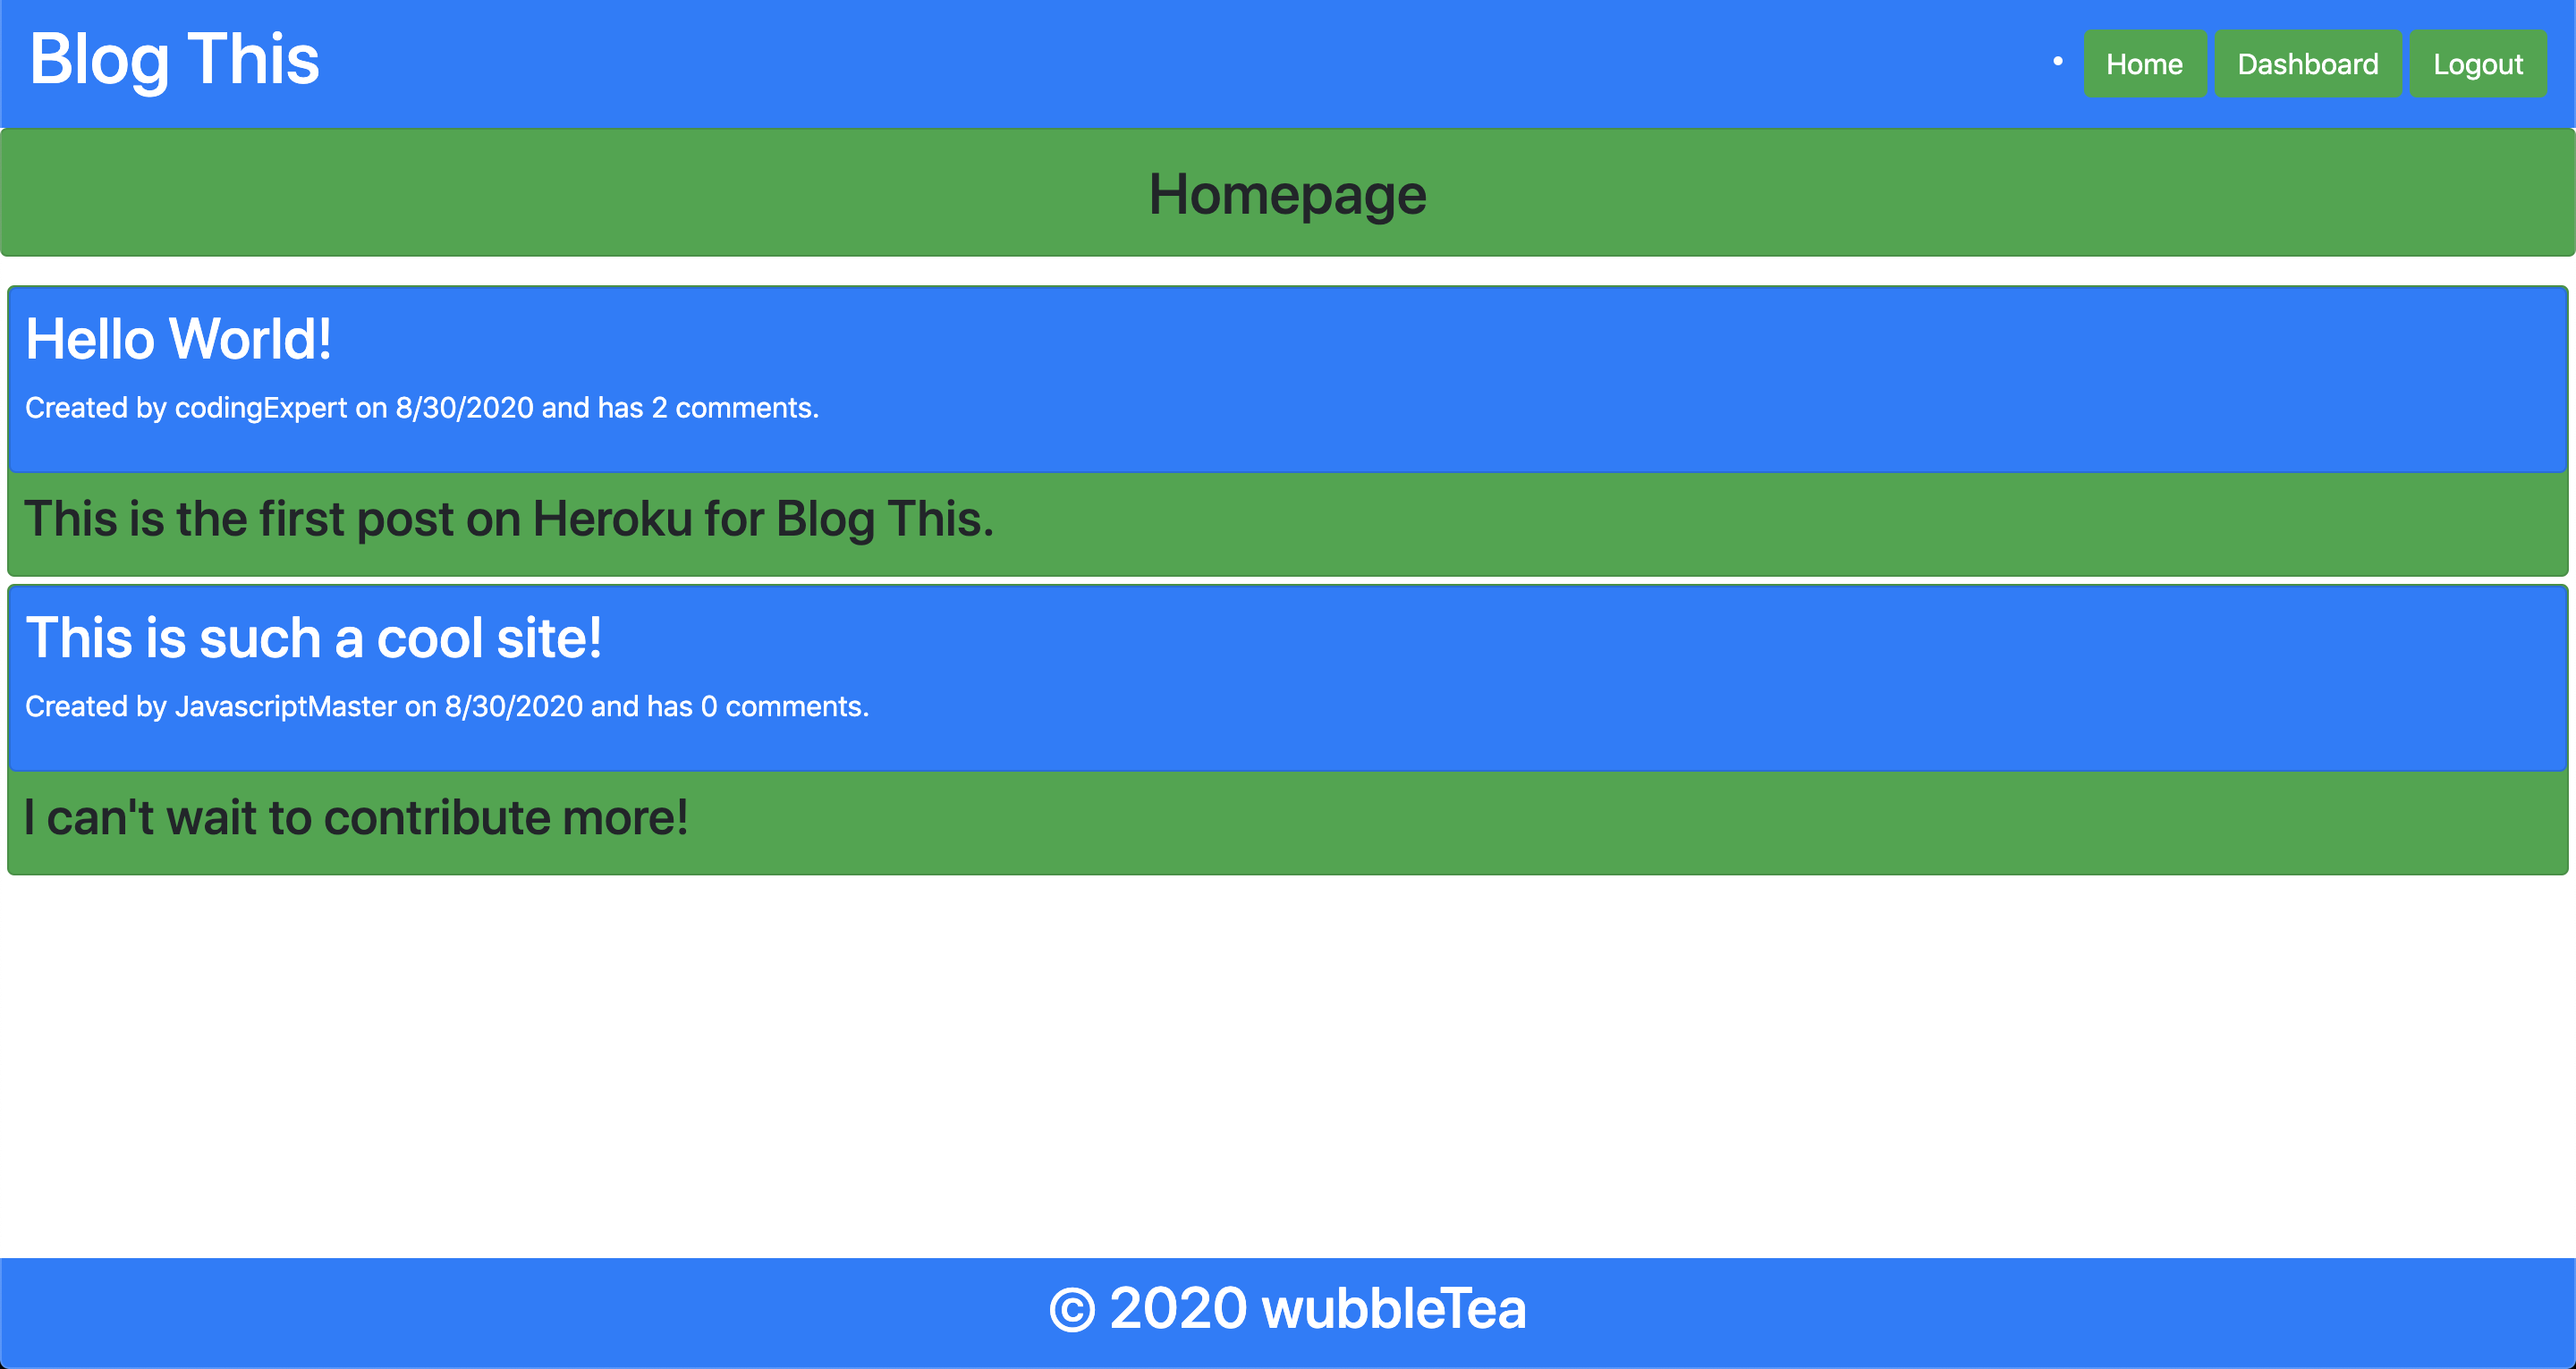 Blog This
• Home Dashboard Logout
Homepage
Hello World!
Created by codingExpert on 8/30/2020 and has 2 comments.
This is the first post on Heroku for Blog This.
This is such a cool site!
Created by JavascriptMaster on 8/30/2020 and has 0 comments.
I can't wait to contribute more!
© 2020 wubbleTea